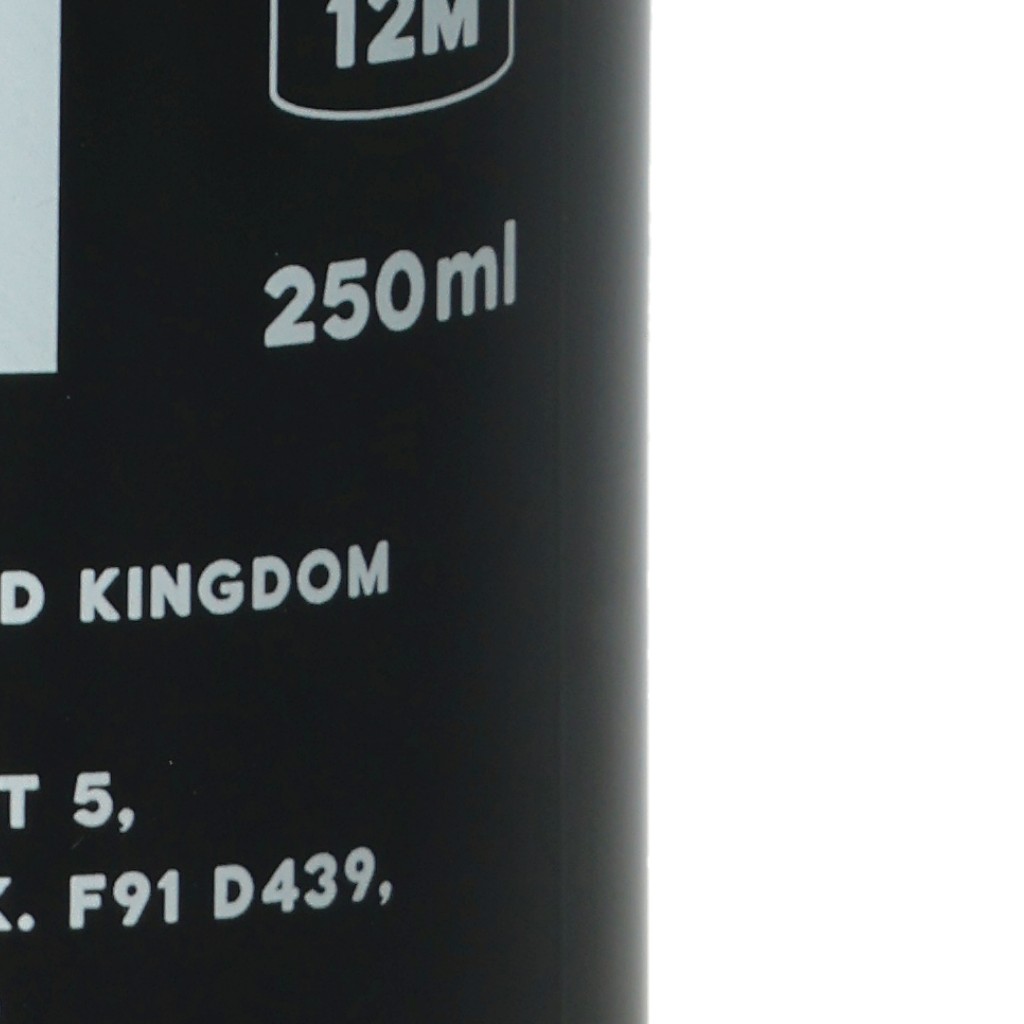 12M
250ml
D KINGDOM
T 5,
K. F91 D439,